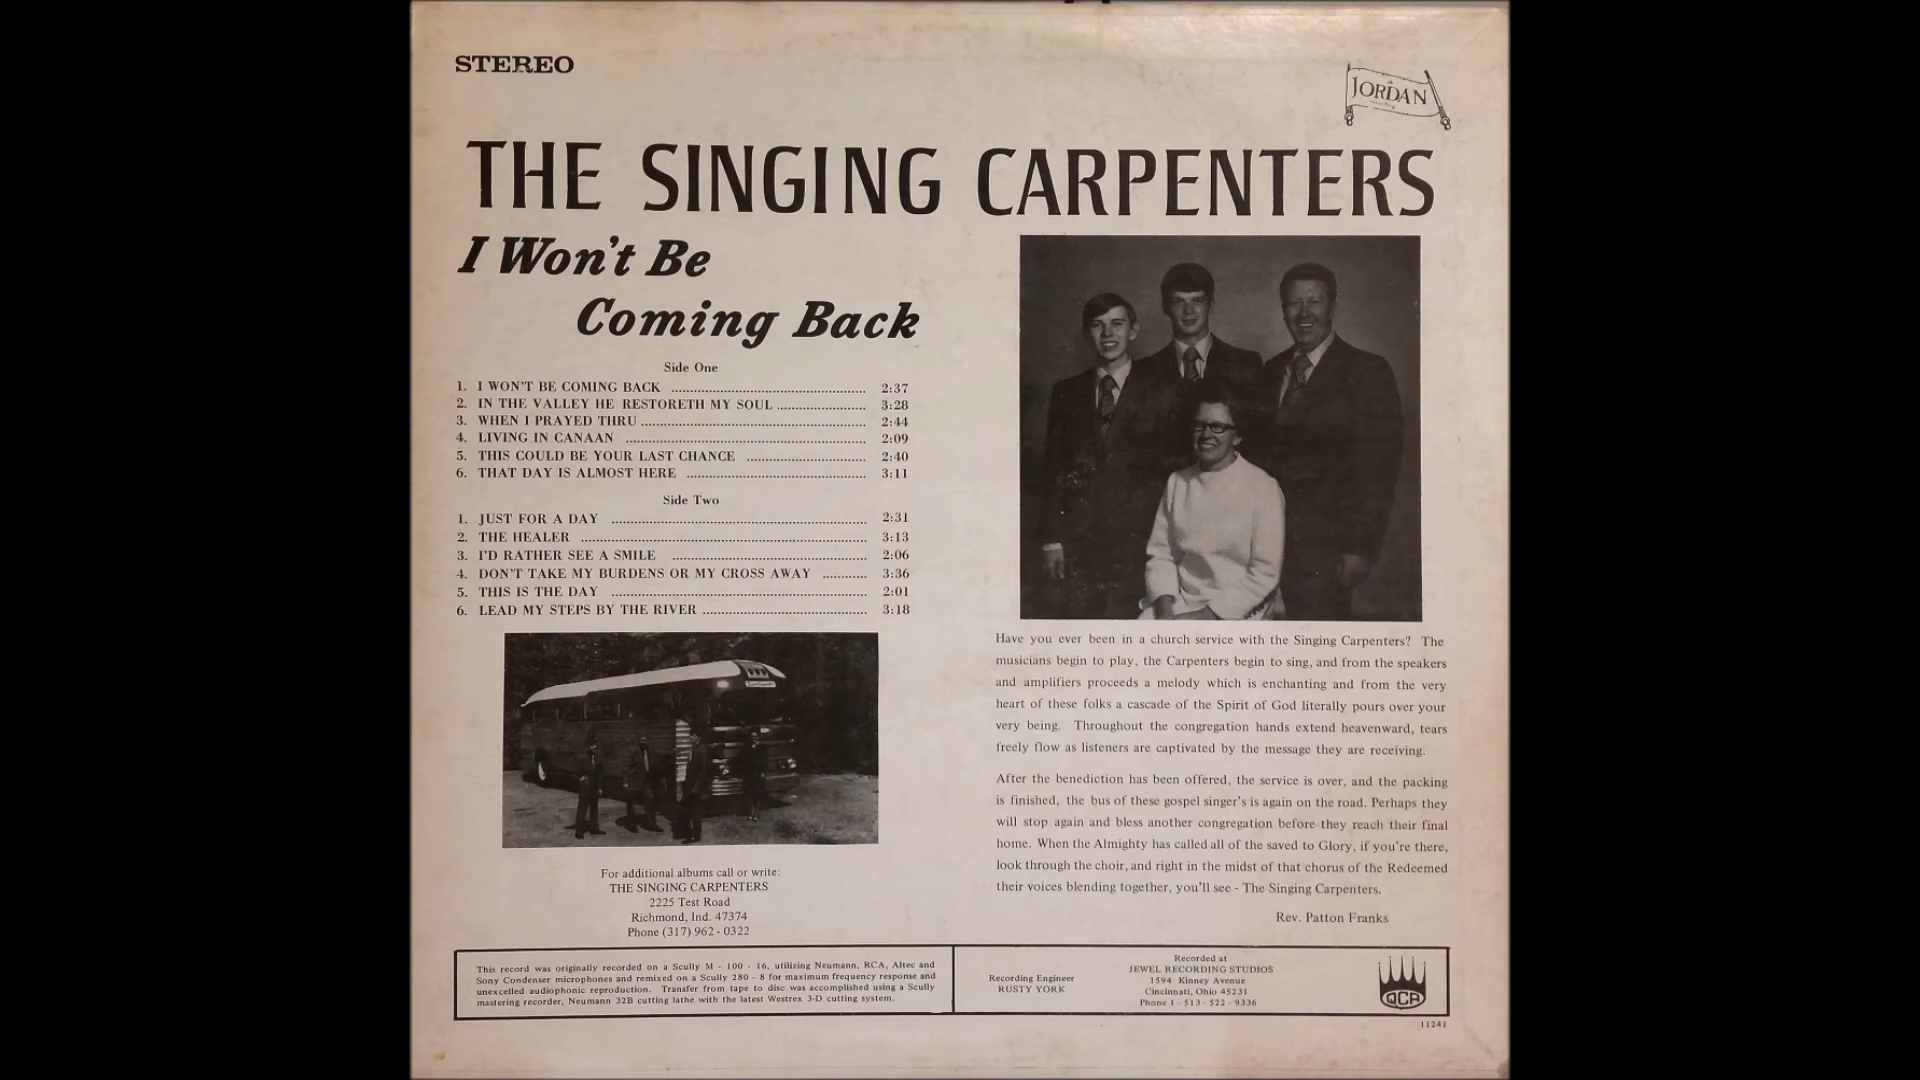 STEREO
JORDAN
THE SINGING CARPENTERS
I Won't Be
Coming Back
Side One
1. I WON'T BE COMING BACK ........ 2:37
2. IN THE VALLEY HE RESTORETH MY SOUL ........ 3:28
3. WHEN I PRAYED THRU ........ 2:44
4. LIVING IN CANAAN ........ 2:09
5. THIS COULD BE YOUR LAST CHANCE ........ 2:40
6. THAT DAY IS ALMOST HERE ........ 3:11
Side Two
1. JUST FOR A DAY ........ 2:31
2. THE HEALER ........ 3:13
3. I'D RATHER SEE A SMILE ........ 2:06
4. DON'T TAKE MY BURDENS OR MY CROSS AWAY ........ 3:36
5. THIS IS THE DAY ........ 2:01
6. LEAD MY STEPS BY THE RIVER ........ 3:18
For additional albums call or write:
THE SINGING CARPENTERS
2225 Test Road
Richmond, Ind. 47374
Phone (317) 962 - 0322
Have you ever been in a church service with the Singing Carpenters? The
musicians begin to play, the Carpenters begin to sing, and from the speakers
and amplifiers proceeds a melody which is enchanting and from the very
heart of these folks a cascade of the Spirit of God literally pours over your
very being. Throughout the congregation hands extend heavenward, tears
freely flow as listeners are captivated by the message they are receiving.
After the benediction has been offered, the service is over, and the packing
is finished, the bus of these gospel singer's is again on the road. Perhaps they
will stop again and bless another congregation before they reach their final
home. When the Almighty has called all of the saved to Glory, if you're there,
look through the choir, and right in the midst of that chorus of the Redeemed
their voices blending together, you'll see - The Singing Carpenters.
Rev. Patton Franks
This record was originally recorded on a Scully M - 100 - 16, utilizing Neumann, RCA, Altec and
Sony Condenser microphones and remixed on a Scully 280 - 8 for maximum frequency response and
unexcelled audiophonic reproduction. Transfer from tape to disc was accomplished using a Scully
mastering recorder, Neumann 32B cutting lathe with the latest Westrex 3-D cutting system.
Recording Engineer
RUSTY YORK
Recorded at
JEWEL RECORDING STUDIOS
1594 Kinney Avenue
Cincinnati, Ohio 45231
Phone 1 - 513 - 522 - 9336
QCA
11241